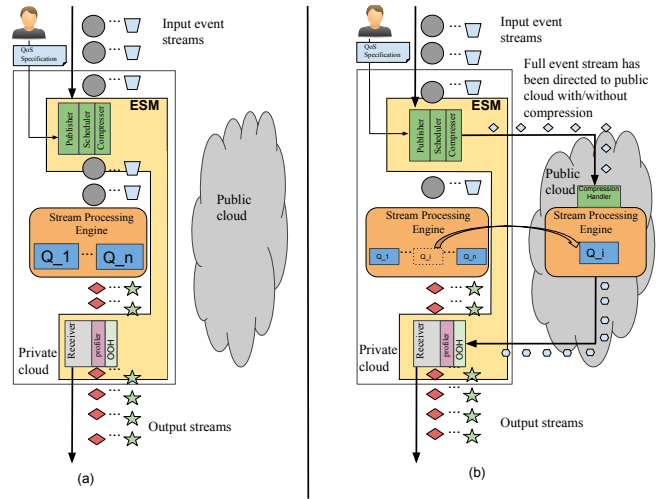 Input event
streams
QoS
Specification
ESM
Publisher
Scheduler
Compresser
Public
cloud
Stream Processing
Engine
Q_1
...
Q_n
Receiver
profiler
OOH
Private
cloud
Output streams
(a)
Input event
streams
QoS
Specification
Full event stream has
been directed to public
cloud with/without
compression
ESM
Publisher
Scheduler
Compresser
Public
cloud
Compression
Handler
Stream Processing
Engine
Q_1
Q_i
Q_n
Stream Processing
Engine
Q_i
Receiver
profiler
OOH
Private
cloud
Output streams
(b)